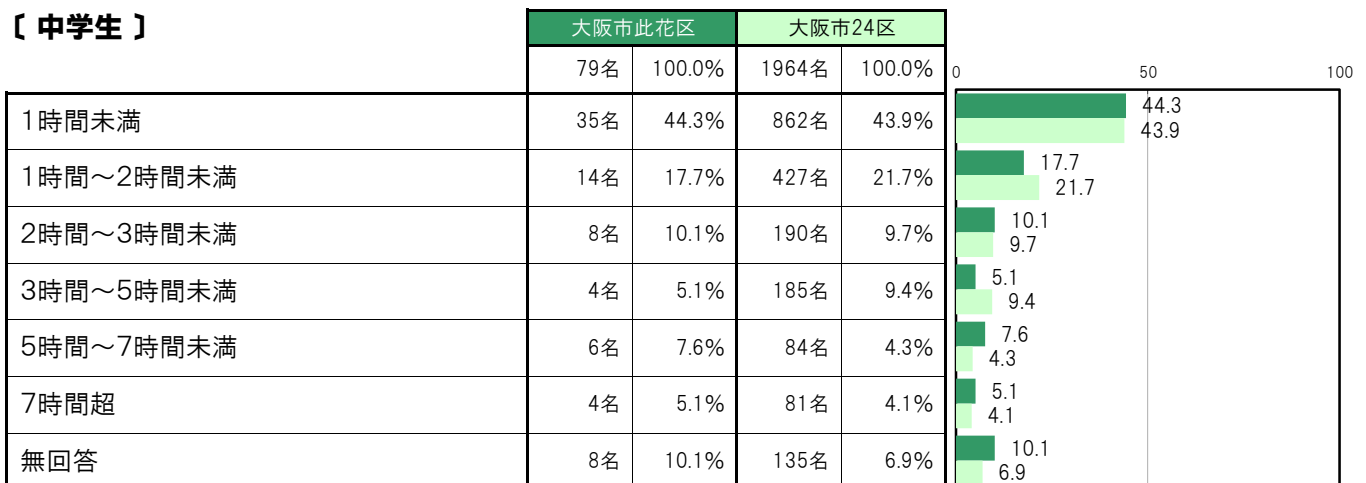 〔 中学生 〕
大阪市此花区 大阪市24区
79名 100.0% 1964名 100.0%
0 50 100
1時間未満 35名 44.3% 862名 43.9%
44.3
43.9
1時間～2時間未満 14名 17.7% 427名 21.7%
17.7
21.7
2時間～3時間未満 8名 10.1% 190名 9.7%
10.1
9.7
3時間～5時間未満 4名 5.1% 185名 9.4%
5.1
9.4
5時間～7時間未満 6名 7.6% 84名 4.3%
7.6
4.3
7時間超 4名 5.1% 81名 4.1%
5.1
4.1
無回答 8名 10.1% 135名 6.9%
10.1
6.9